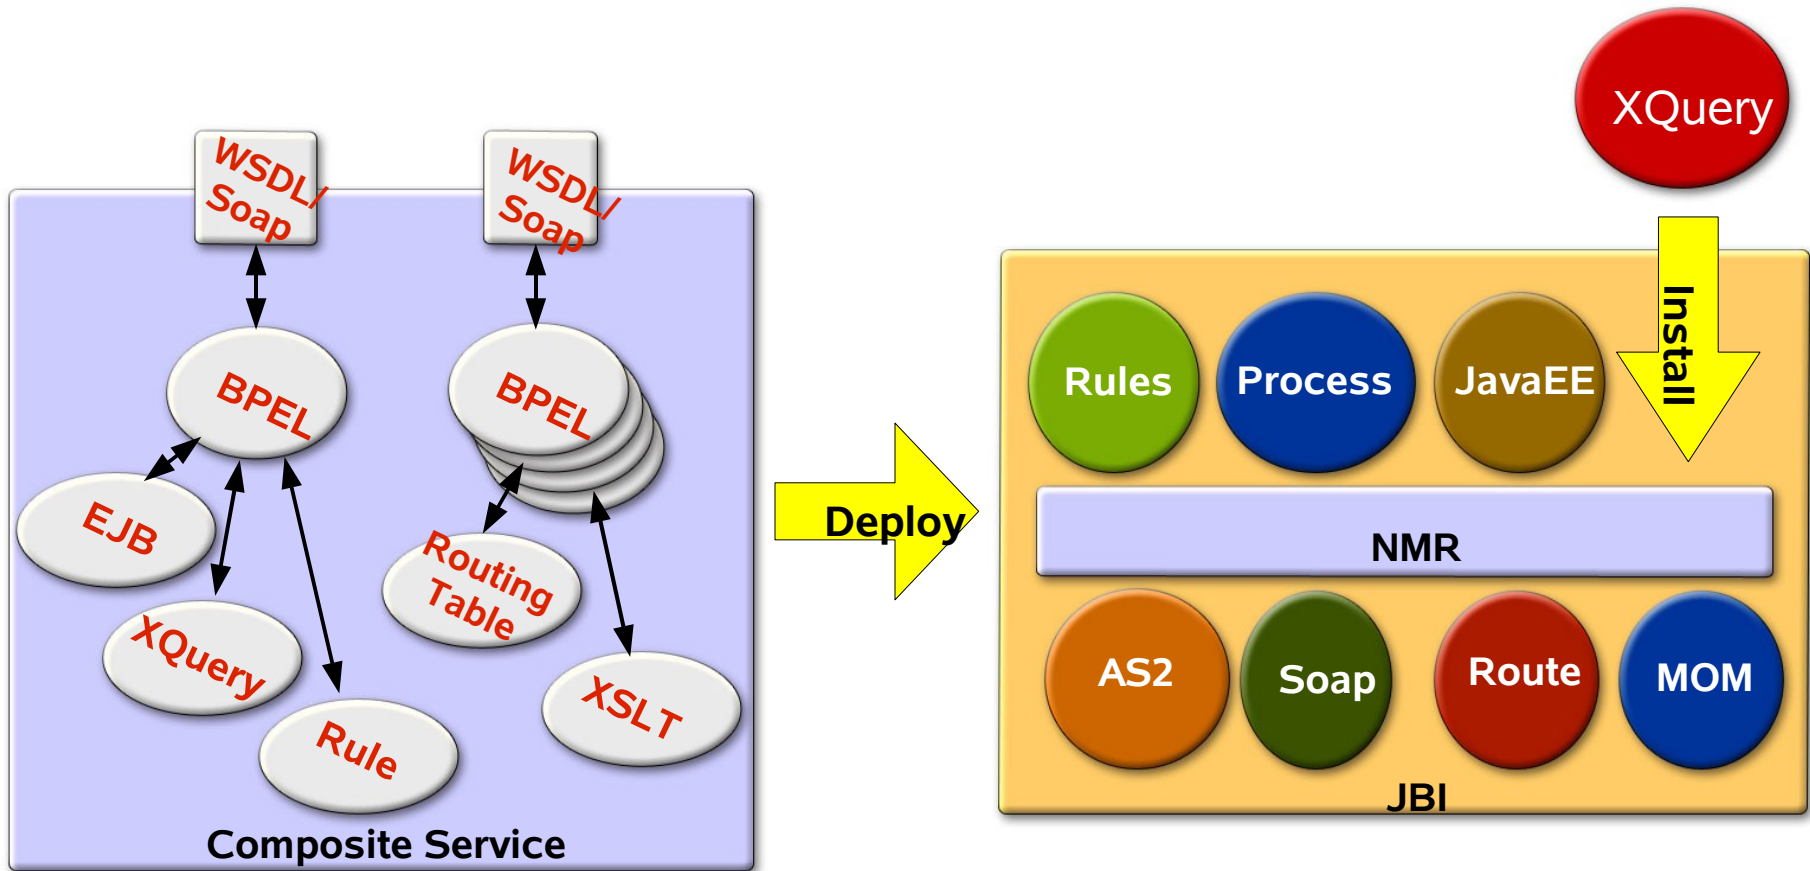 XQuery
WSDL/
Soap
WSDL/
Soap
BPEL
BPEL
EJB
XQuery
Rule
Routing
Table
XSLT
Composite Service
Deploy
Install
Rules
Process
JavaEE
NMR
AS2
Soap
Route
MOM
JBI